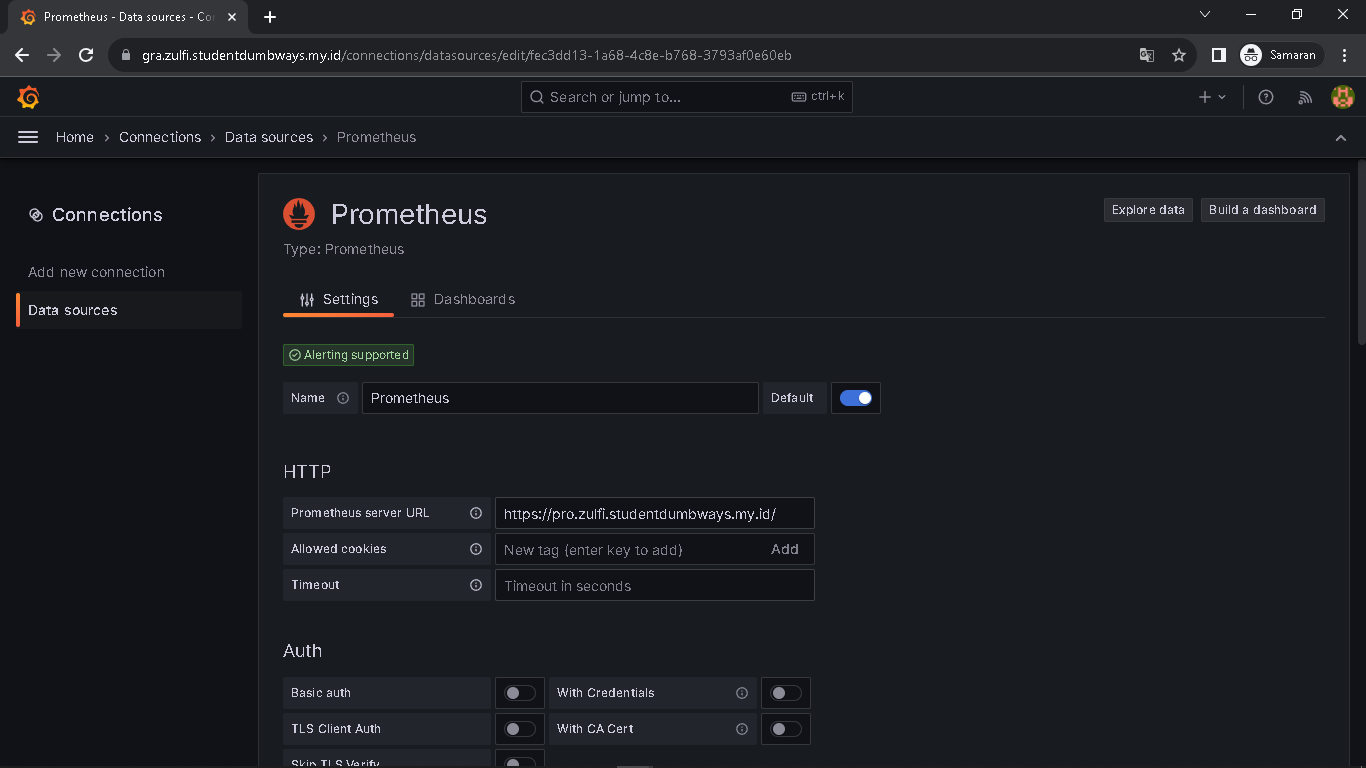 Prometheus - Data sources - Co
gra.zulfi.studentdumbways.my.id/connections/datasources/edit/fec3dd13-1a68-4c8e-b768-3793af0e60eb
Samaran
Search or jump to...
ctrl+k
Home › Connections › Data sources › Prometheus
Connections
Add new connection
Data sources
Prometheus
Type: Prometheus
Explore data
Build a dashboard
Settings
Dashboards
Alerting supported
Name
Prometheus
Default
HTTP
Prometheus server URL
https://pro.zulfi.studentdumbways.my.id/
Allowed cookies
New tag (enter key to add)
Add
Timeout
Timeout in seconds
Auth
Basic auth
With Credentials
TLS Client Auth
With CA Cert
Skip TLS Verify